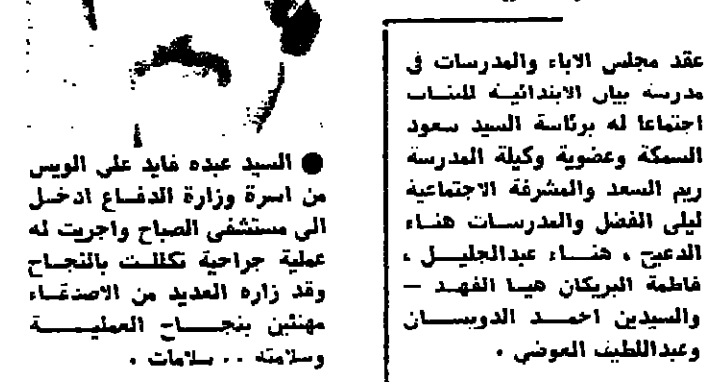 عقد مجلس الاباء والمدرسات في
مدرسة بيان الابتدائية للبنات
اجتماعا له برئاسة السيد سعود
السمكة وعضوية وكيلة المدرسة
ريم السعد والمشرفة الاجتماعية
ليلى الفضل والمدرسات هناء
الدعيج ، هناء عبدالجليل ،
فاطمة البريكان هيا الفهد —
والسيدين احمد الدويسان
وعبداللطيف العوضي .
● السيد عبده فايد علي الويس
من اسرة وزارة الدفاع ادخل
الى مستشفى الصباح واجريت له
عملية جراحية تكللت بالنجاح
وقد زاره العديد من الاصدقاء
مهنئين بنجاح العملية
وسلامته .. سلامات .